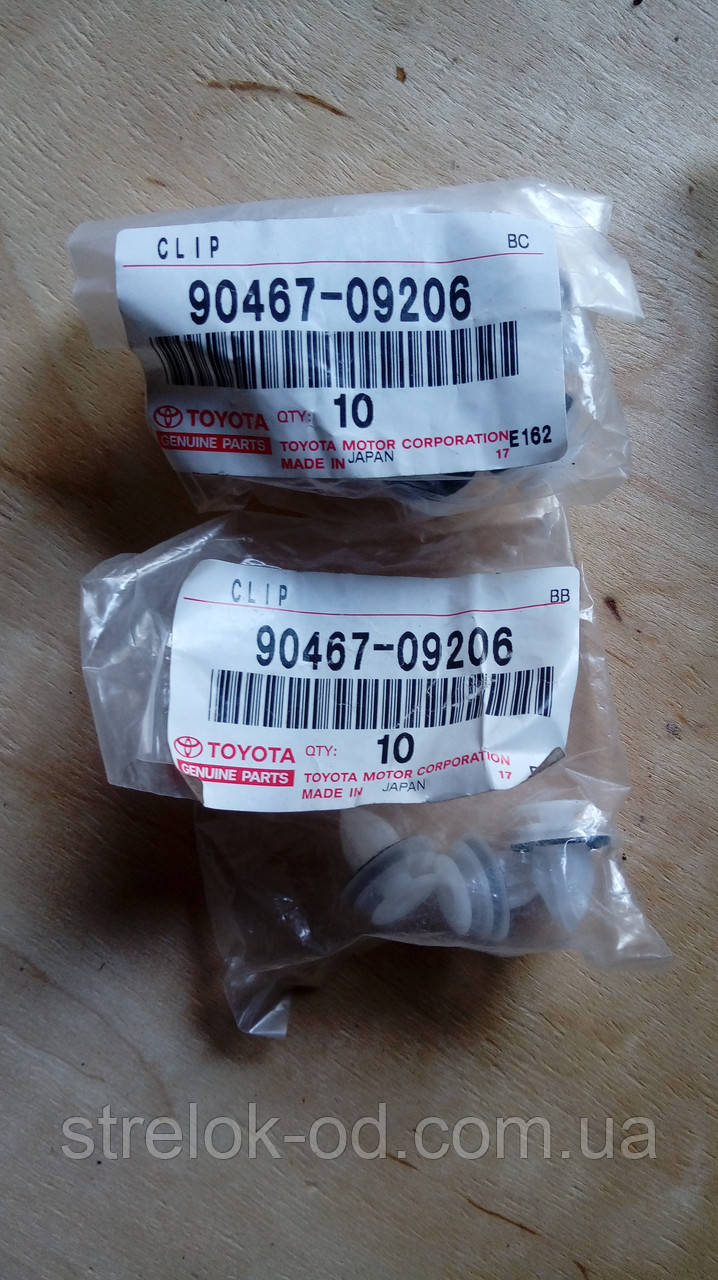 CLIP BC
90467-09206
TOYOTA QTY: 10
GENUINE PARTS TOYOTA MOTOR CORPORATION 17 E162
MADE IN JAPAN
CLIP BB
90467-09206
TOYOTA QTY: 10
GENUINE PARTS TOYOTA MOTOR CORPORATION 17
MADE IN JAPAN
strelok-od.com.ua